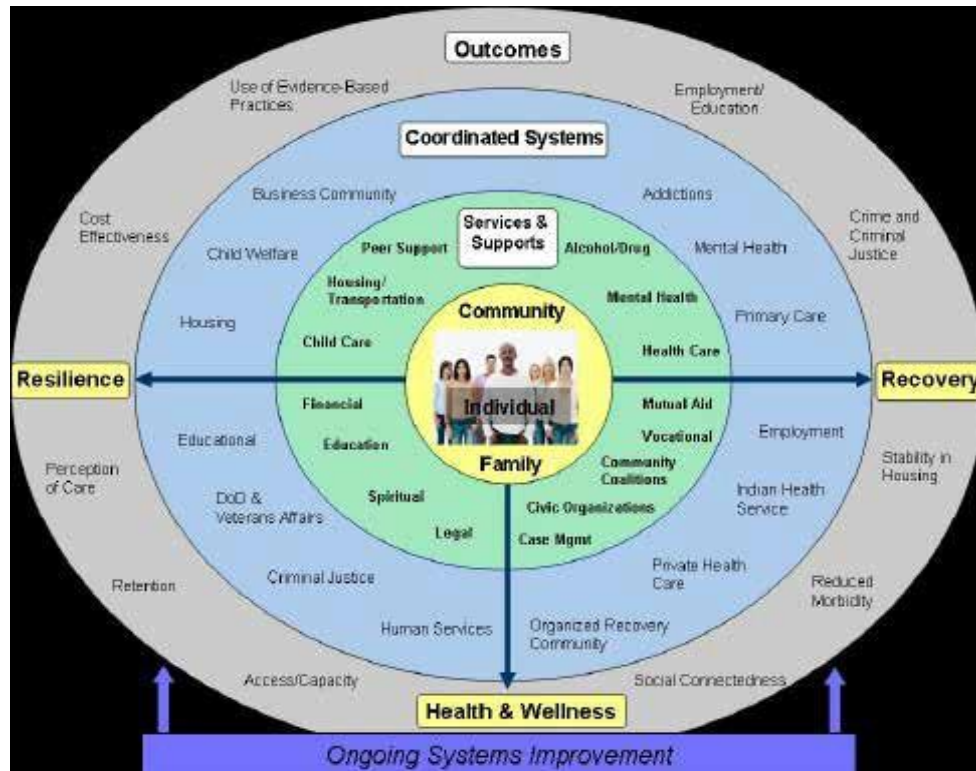 Outcomes
Use of Evidence-Based
Practices
Employment/
Education
Coordinated Systems
Business Community
Addictions
Cost
Effectiveness
Crime and
Criminal
Justice
Services &
Supports
Peer Support
Alcohol/Drug
Child Welfare
Mental Health
Housing/
Transportation
Mental Health
Community
Housing
Primary Care
Child Care
Health Care
Resilience
Recovery
Individual
Financial
Mutual Aid
Educational
Education
Vocational
Employment
Family
Perception
of Care
Stability in
Housing
Community
Coalitions
Spiritual
DoD &
Veterans Affairs
Indian Health
Service
Civic Organizations
Legal
Case Mgmt
Retention
Criminal Justice
Private Health
Care
Reduced
Morbidity
Human Services
Organized Recovery
Community
Access/Capacity
Social Connectedness
Health & Wellness
Ongoing Systems Improvement